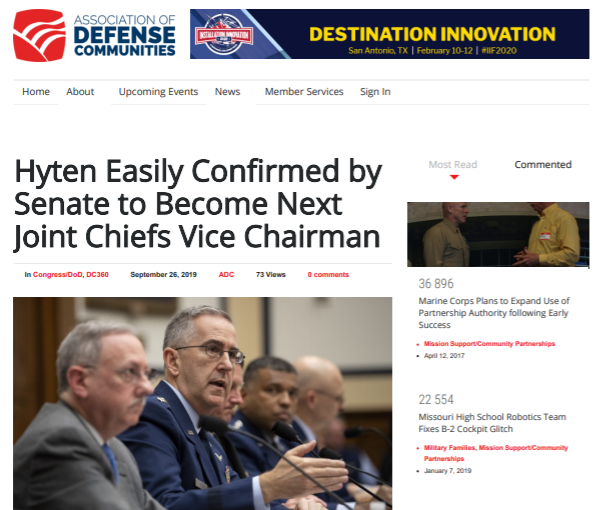 ASSOCIATION OF
DEFENSE
COMMUNITIES
INSTALLATION INNOVATION
DESTINATION INNOVATION
San Antonio, TX | February 10-12 | #IIF2020
Home About Upcoming Events News Member Services Sign In
Hyten Easily Confirmed by
Senate to Become Next
Joint Chiefs Vice Chairman
In Congress/DoD, DC360 September 26, 2019 ADC 73 Views 0 comments
Most Read Commented
36 896
Marine Corps Plans to Expand Use of
Partnership Authority following Early
Success
Mission Support/Community Partnerships
April 12, 2017
22 554
Missouri High School Robotics Team
Fixes B-2 Cockpit Glitch
Military Families, Mission Support/Community
Partnerships
January 7, 2019